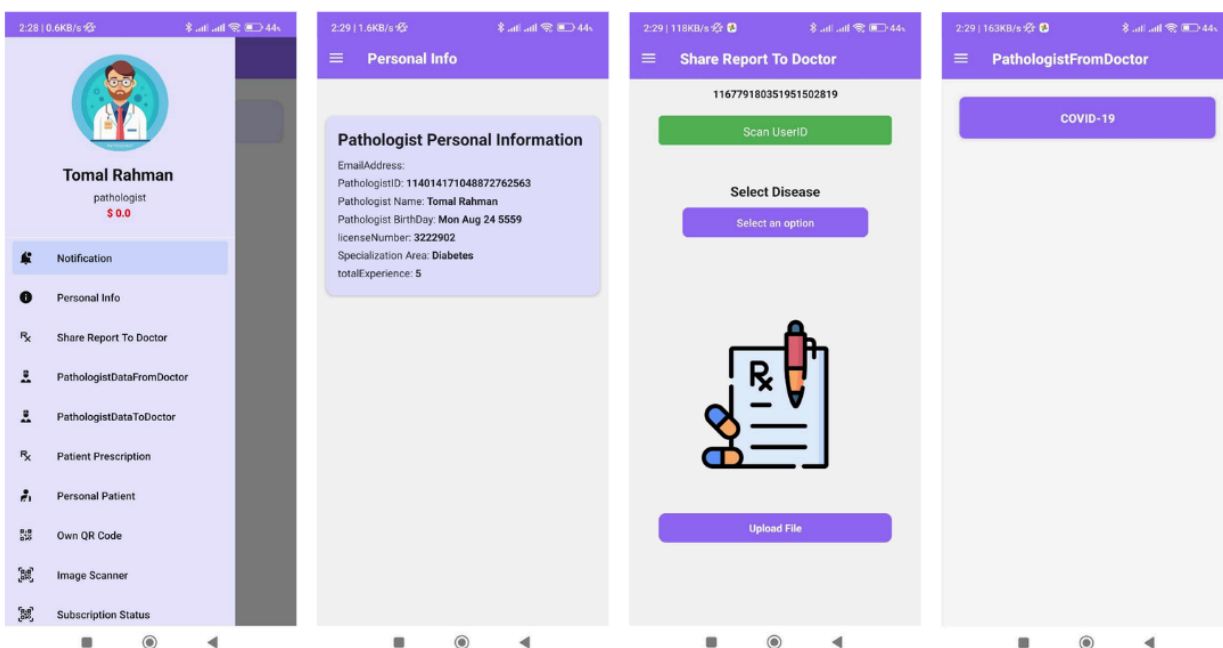 2:28 | 0.6KB/s
44
Tomal Rahman
pathologist
$ 0.0
Notification
Personal Info
Share Report To Doctor
PathologistDataFromDoctor
PathologistDataToDoctor
Patient Prescription
Personal Patient
Own QR Code
Image Scanner
Subscription Status
2:29 | 1.6KB/s
44
Personal Info
Pathologist Personal Information
EmailAddress:
PathologistID: 114014171048872762563
Pathologist Name: Tomal Rahman
Pathologist BirthDay: Mon Aug 24 5559
licenseNumber: 3222902
Specialization Area: Diabetes
totalExperience: 5
2:29 | 118KB/s
44
Share Report To Doctor
116779180351951502819
Scan UserID
Select Disease
Select an option
Rx
Upload File
2:29 | 163KB/s
44
PathologistFromDoctor
COVID-19